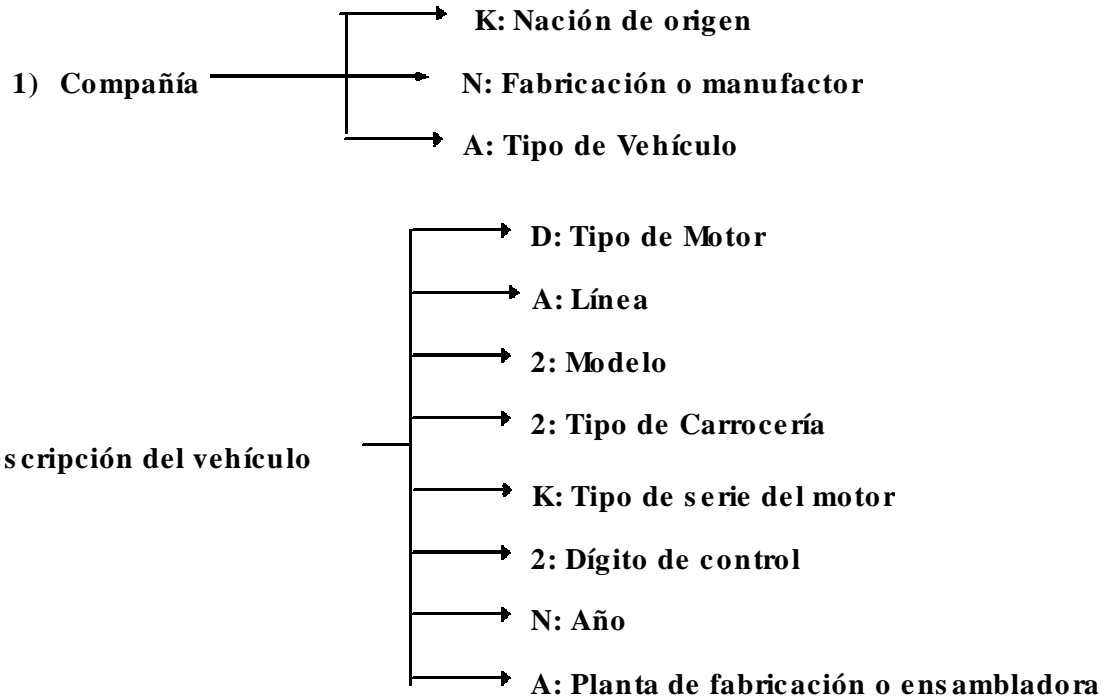 K: Nación de origen
1) Compañía
N: Fabricación o manufactor
A: Tipo de Vehículo
D: Tipo de Motor
A: Línea
2: Modelo
2: Tipo de Carrocería
escripción del vehículo
K: Tipo de serie del motor
2: Dígito de control
N: Año
A: Planta de fabricación o ensambladora